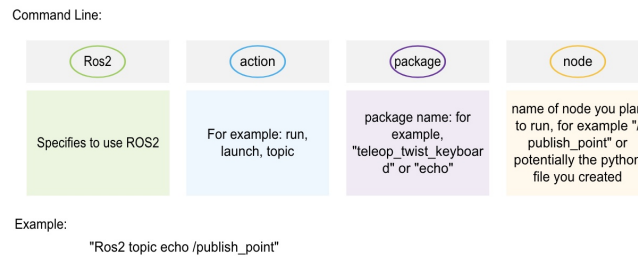 Command Line:
Ros2
action
package
node
Specifies to use ROS2
For example: run,
launch, topic
package name: for
example,
"teleop_twist_keyboar
d" or "echo"
name of node you plan
to run, for example "/
publish_point" or
potentially the python
file you created
Example:
"Ros2 topic echo /publish_point"